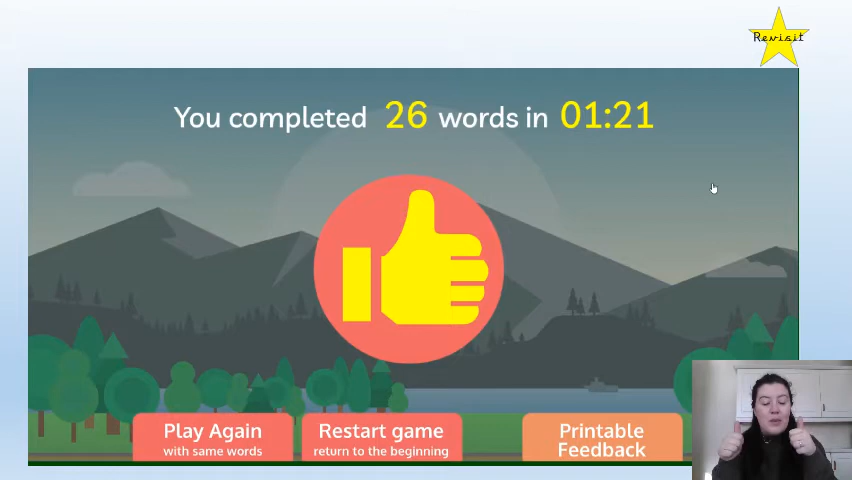 Revisit
You completed 26 words in 01:21
Play Again
with same words
Restart game
return to the beginning
Printable
Feedback